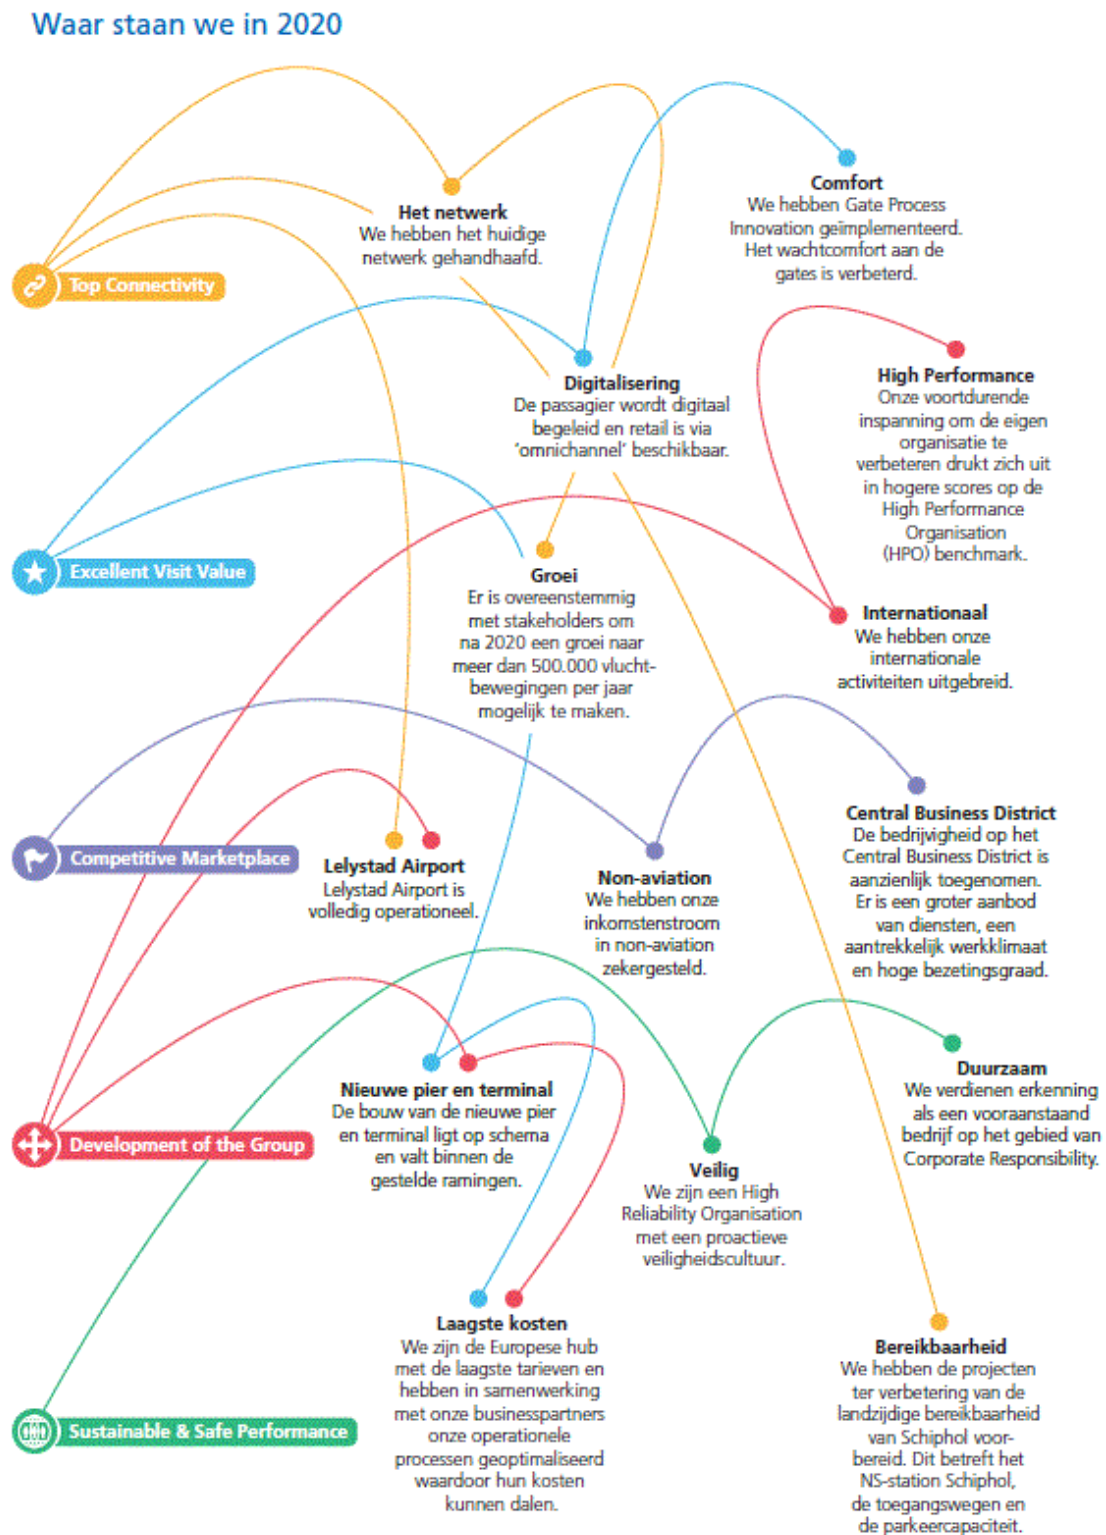 Waar staan we in 2020
Comfort
We hebben Gate Process
Innovation geïmplementeerd.
Het wachtcomfort aan de
gates is verbeterd.
Het netwerk
We hebben het huidige
netwerk gehandhaafd.
Top Connectivity
High Performance
Onze voortdurende
inspanning om de eigen
organisatie te
verbeteren drukt zich uit
in hogere scores op de
High Performance
Organisation
(HPO) benchmark.
Digitalisering
De passagier wordt digitaal
begeleid en retail is via
‘omnichannel’ beschikbaar.
Excellent Visit Value
Groei
Er is overeenstemmig
met stakeholders om
na 2020 een groei naar
meer dan 500.000 vlucht-
bewegingen per jaar
mogelijk te maken.
Internationaal
We hebben onze
internationale
activiteiten uitgebreid.
Competitive Marketplace
Lelystad Airport
Lelystad Airport is
volledig operationeel.
Non-aviation
We hebben onze
inkomstenstroom
in non-aviation
zekergesteld.
Central Business District
De bedrijvigheid op het
Central Business District is
aanzienlijk toegenomen.
Er is een groter aanbod
van diensten, een
aantrekkelijk werkklimaat
en hoge bezetingsgraad.
Development of the Group
Nieuwe pier en terminal
De bouw van de nieuwe pier
en terminal ligt op schema
en valt binnen de
gestelde ramingen.
Veilig
We zijn een High
Reliability Organisation
met een proactieve
veiligheidscultuur.
Duurzaam
We verdienen erkenning
als een vooraanstaand
bedrijf op het gebied van
Corporate Responsibility.
Sustainable & Safe Performance
Laagste kosten
We zijn de Europese hub
met de laagste tarieven en
hebben in samenwerking
met onze businesspartners
onze operationele
processen geoptimaliseerd
waardoor hun kosten
kunnen dalen.
Bereikbaarheid
We hebben de projecten
ter verbetering van de
landzijdige bereikbaarheid
van Schiphol voor-
bereid. Dit betreft het
NS-station Schiphol,
de toegangswegen en
de parkeercapaciteit.